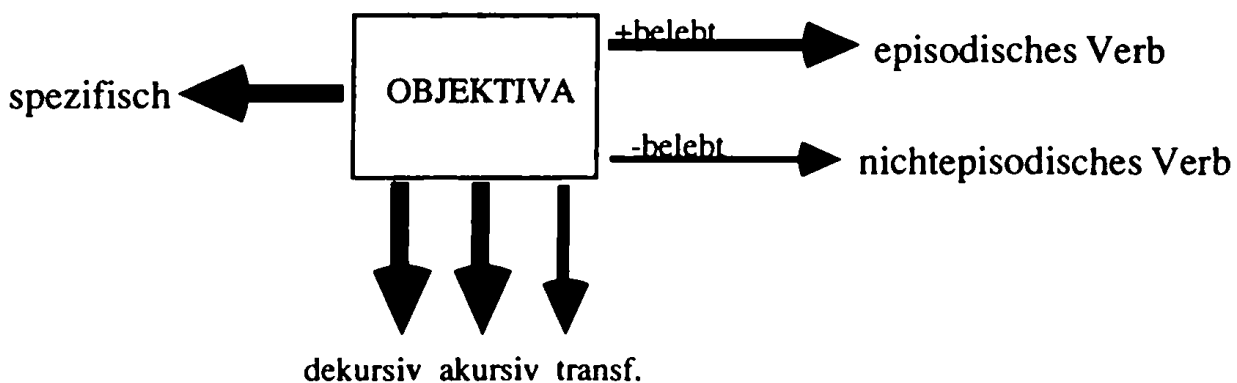 +belebt
episodisches Verb
spezifisch
OBJEKTIVA
-belebt
nichtepisodisches Verb
dekursiv akursiv transf.